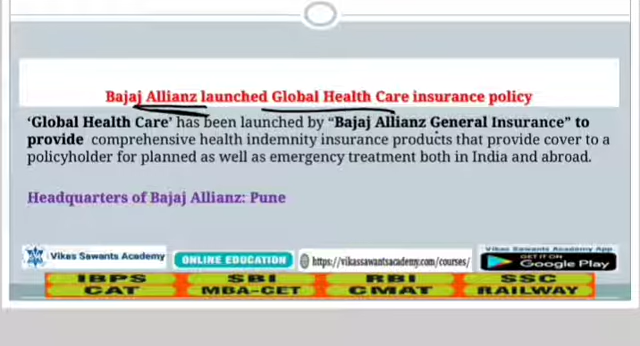 Bajaj Allianz launched Global Health Care insurance policy
‘Global Health Care’ has been launched by “Bajaj Allianz General Insurance” to
provide comprehensive health indemnity insurance products that provide cover to a
policyholder for planned as well as emergency treatment both in India and abroad.
Headquarters of Bajaj Allianz: Pune
Vikas Sawants Academy App
Vikas Sawants Academy ONLINE EDUCATION https://vikassawantsacademy.com/courses/ GET IT ON
Google Play
IBPS SBI RBI SSC
CAT MBA-CET CMAT RAILWAY